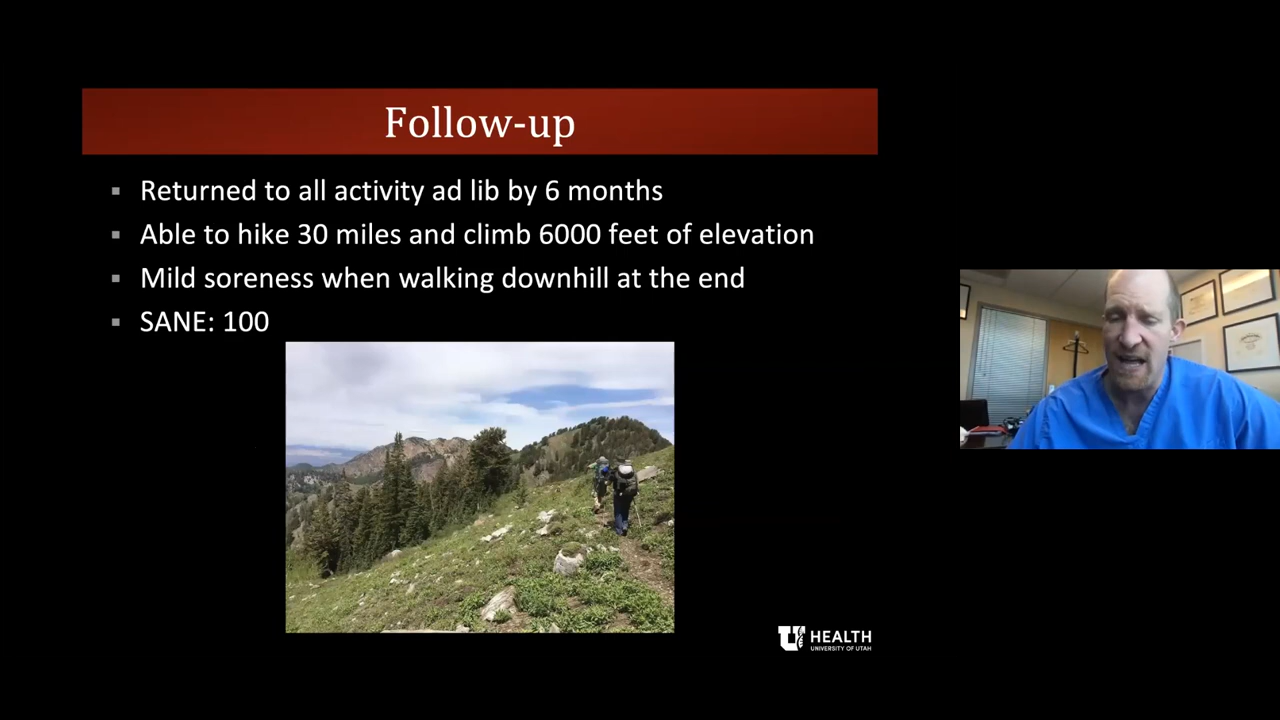 Follow-up
Returned to all activity ad lib by 6 months
Able to hike 30 miles and climb 6000 feet of elevation
Mild soreness when walking downhill at the end
SANE: 100
U HEALTH
UNIVERSITY OF UTAH